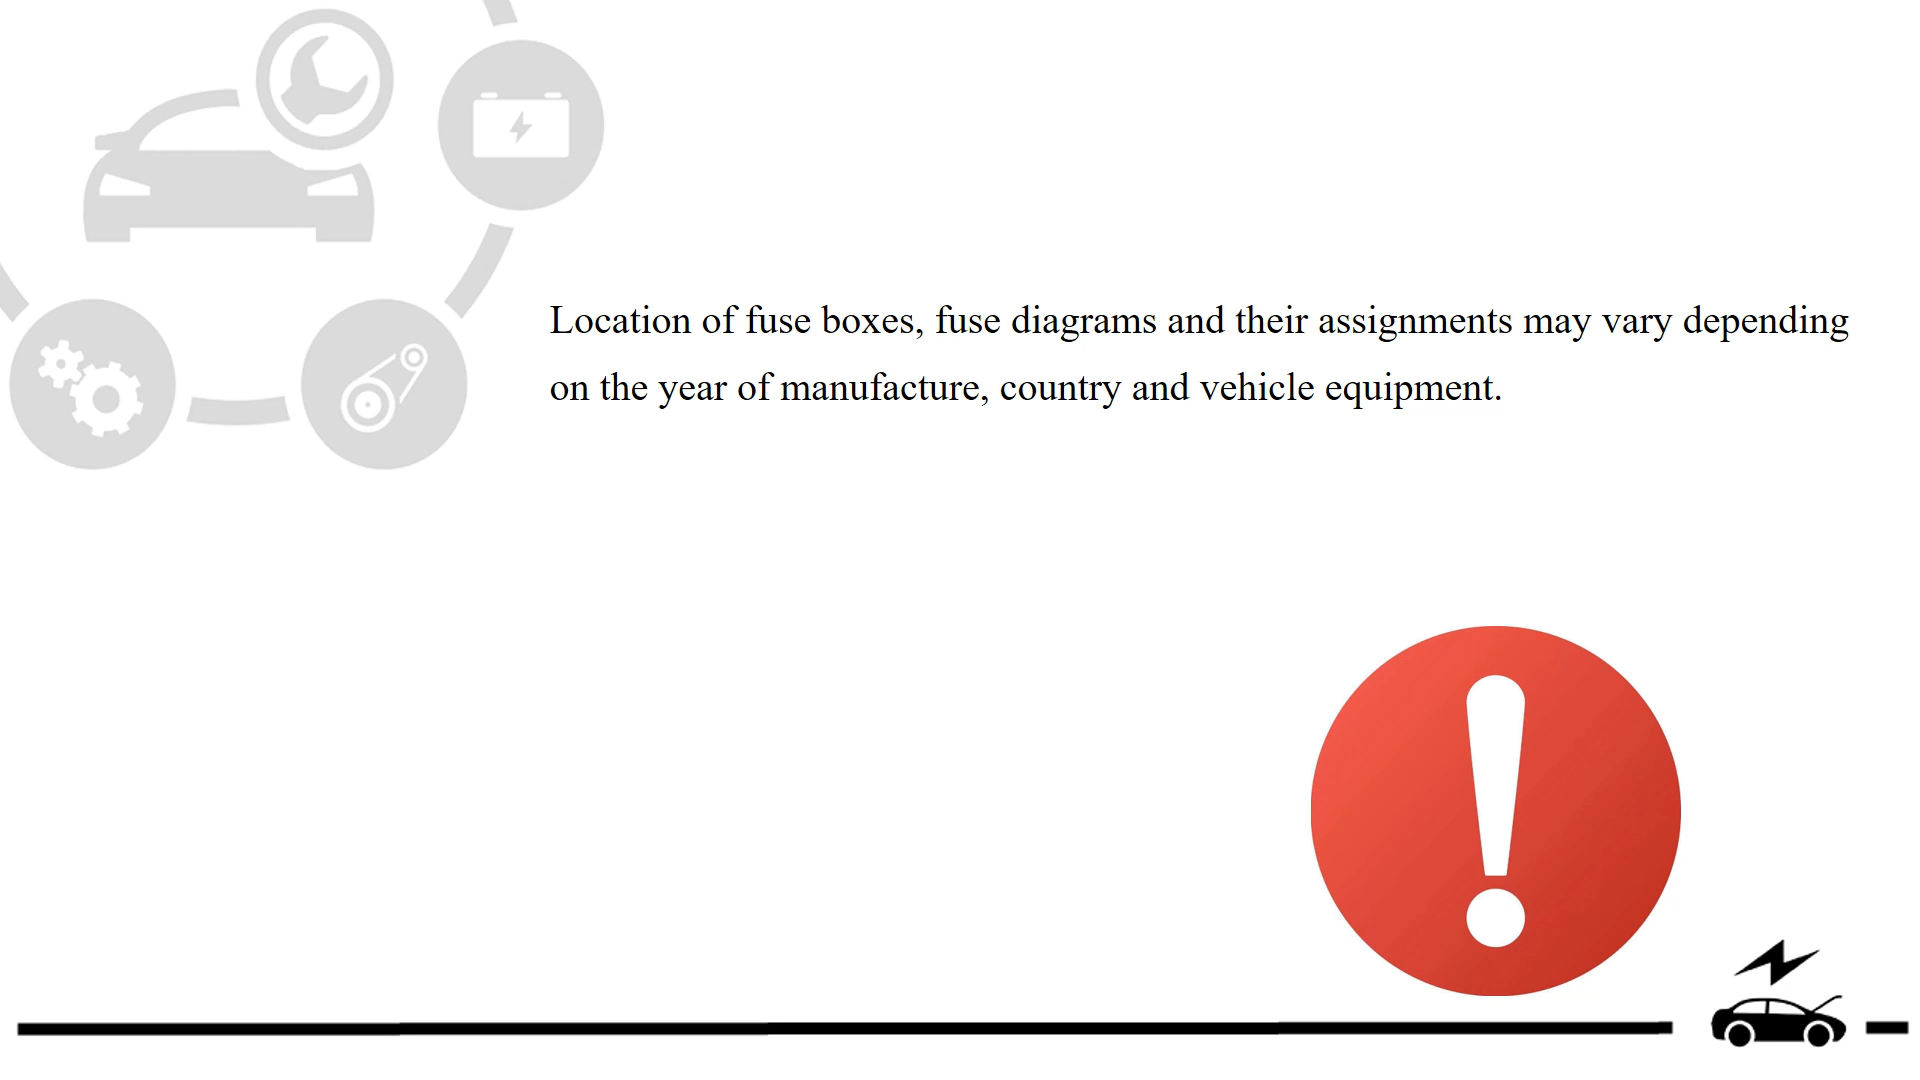 Location of fuse boxes, fuse diagrams and their assignments may vary depending
on the year of manufacture, country and vehicle equipment.